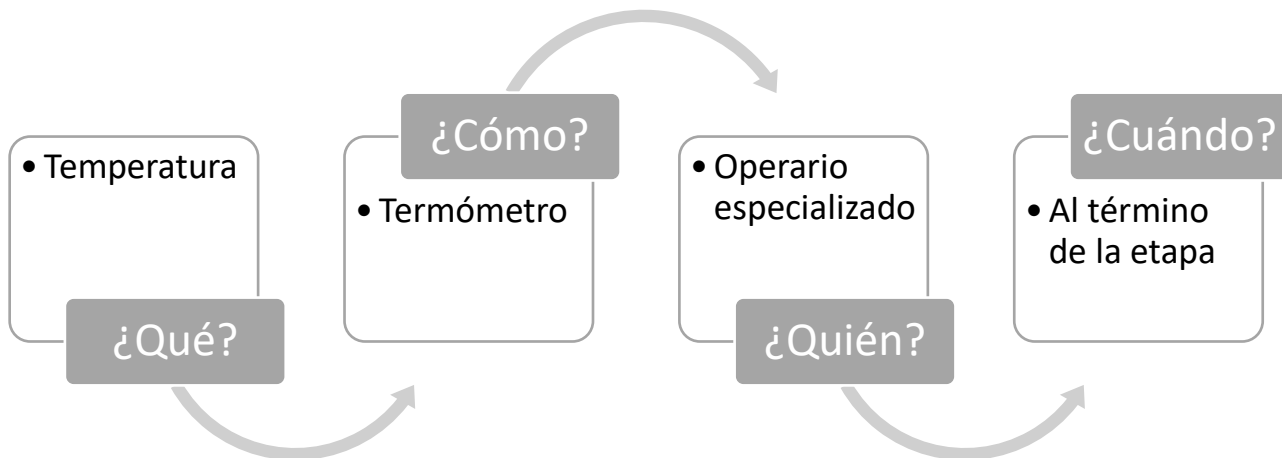 • Temperatura
¿Qué?
¿Cómo?
• Termómetro
• Operario
especializado
¿Quién?
¿Cuándo?
• Al término
de la etapa